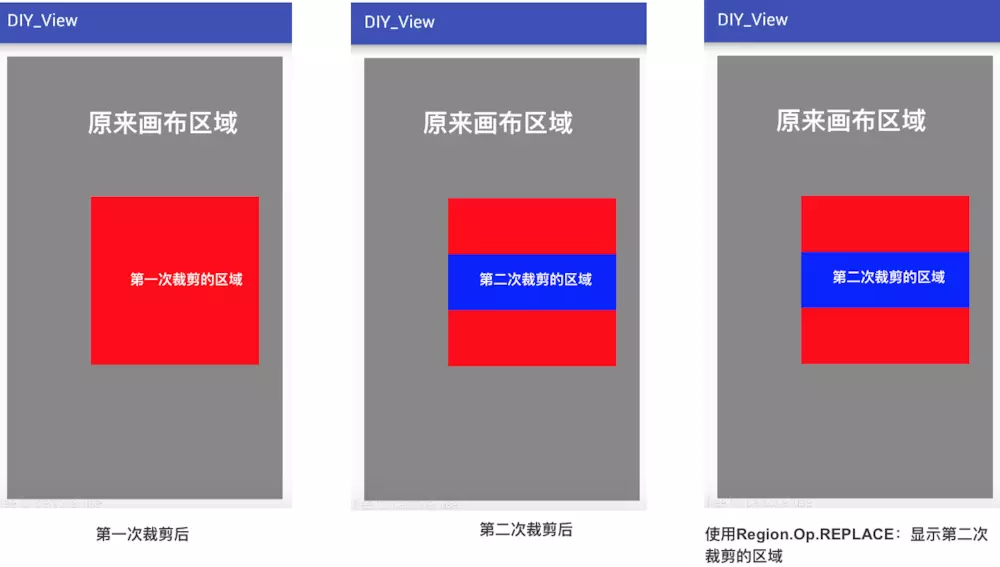 DIY_View
原来画布区域
第一次裁剪的区域
第一次裁剪后
DIY_View
原来画布区域
第二次裁剪的区域
第二次裁剪后
DIY_View
原来画布区域
第二次裁剪的区域
使用Region.Op.REPLACE：显示第二次
裁剪的区域